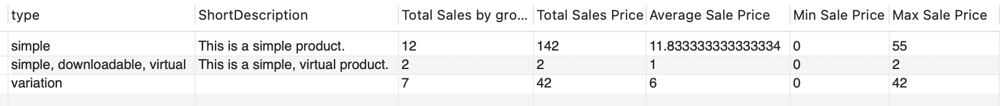 type ShortDescription Total Sales by gro... Total Sales Price Average Sale Price Min Sale Price Max Sale Price
simple This is a simple product. 12 142 11.833333333333334 0 55
simple, downloadable, virtual This is a simple, virtual product. 2 2 1 0 2
variation 7 42 6 0 42